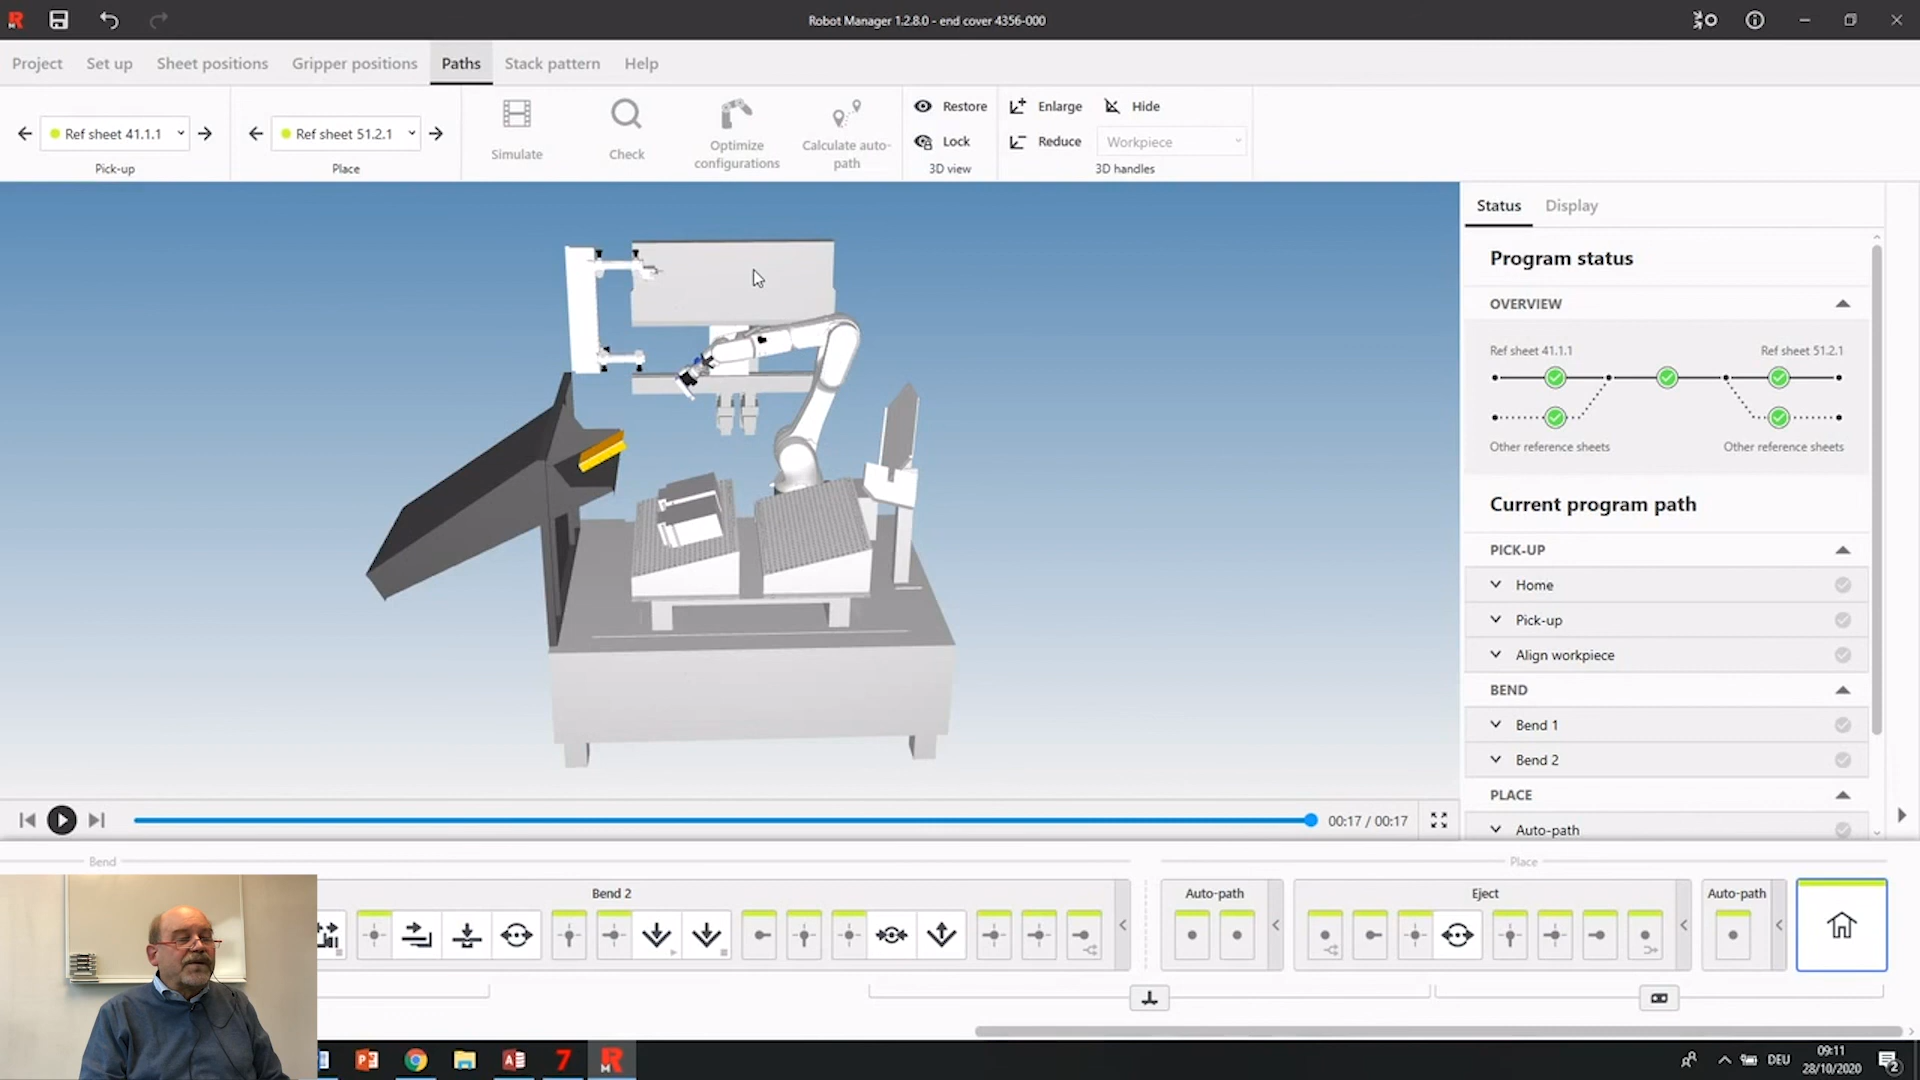 Robot Manager 1.2.8.0 - end cover 4356-000
Project
Set up
Sheet positions
Gripper positions
Paths
Stack pattern
Help
Ref sheet 41.1.1
Pick-up
Ref sheet 51.2.1
Place
Simulate
Check
Optimize
configurations
Calculate auto-
path
Restore
Lock
3D view
Enlarge
Hide
Reduce
Workpiece
3D handles
Status
Display
Program status
OVERVIEW
Ref sheet 41.1.1
Ref sheet 51.2.1
Other reference sheets
Other reference sheets
Current program path
PICK-UP
Home
Pick-up
Align workpiece
BEND
Bend 1
Bend 2
PLACE
Auto-path
00:17 / 00:17
Bend
Place
Bend 2
Auto-path
Eject
Auto-path
DEU
09:11
28/10/2020
2